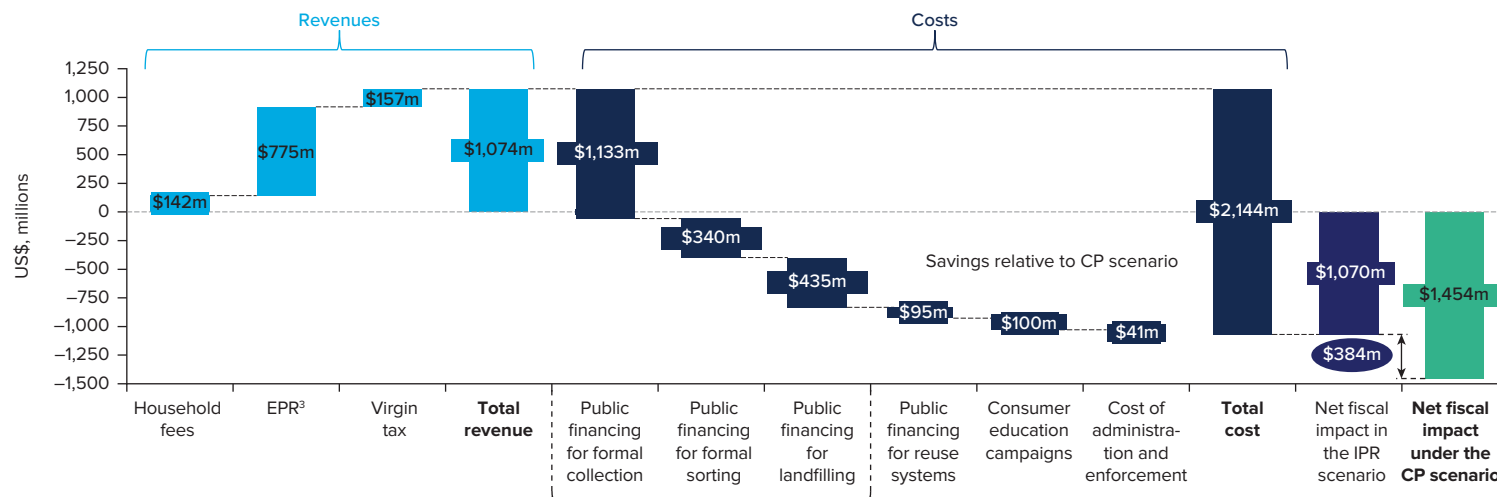 Revenues
Costs
US$, millions
1,250
1,000
750
500
250
0
–250
–500
–750
–1,000
–1,250
–1,500
$142m
$775m
$157m
$1,074m
$1,133m
$340m
$435m
$95m
$100m
$41m
Savings relative to CP scenario
$2,144m
$1,070m
$384m
$1,454m
Household
fees
EPR³
Virgin
tax
Total
revenue
Public
financing
for formal
collection
Public
financing
for formal
sorting
Public
financing
for
landfilling
Public
financing
for reuse
systems
Consumer
education
campaigns
Cost of
administra-
tion and
enforcement
Total
cost
Net fiscal
impact in
the IPR
scenario
Net fiscal
impact
under the
CP scenario